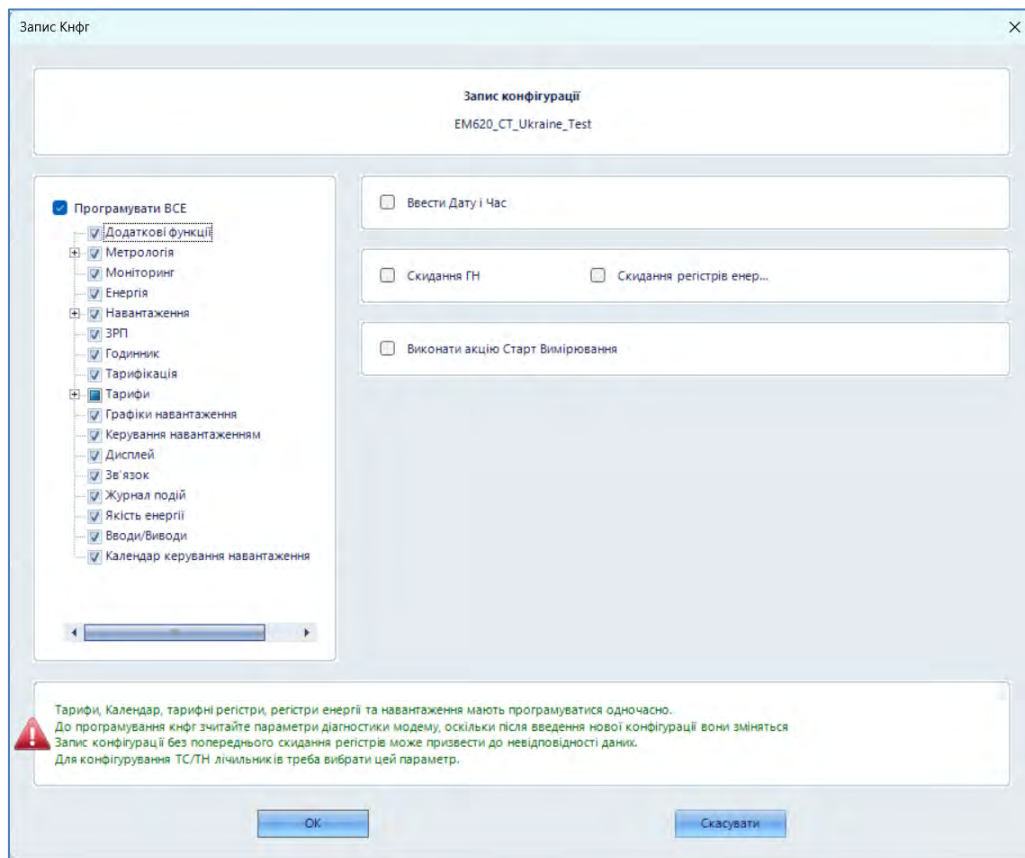 Запис Кнфг
Запис конфігурації
EM620_CT_Ukraine_Test
Програмувати ВСЕ
Додаткові функції
Метрологія
Моніторинг
Енергія
Навантаження
ЗРП
Годинник
Тарифікація
Тарифи
Графіки навантаження
Керування навантаженням
Дисплей
Зв'язок
Журнал подій
Якість енергії
Вводи/Виводи
Календар керування навантаження
Ввести Дату і Час
Скидання ГН Скидання регістрів енер...
Виконати акцію Старт Вимірювання
Тарифи, Календар, тарифні регістри, регістри енергії та навантаження мають програмуватися одночасно.
До програмування кнфг зчитайте параметри діагностики модему, оскільки після введення нової конфігурації вони зміняться
Запис конфігурації без попереднього скидання регістрів може призвести до невідповідності даних.
Для конфігурування ТС/ТН лічильників треба вибрати цей параметр.
ОК Скасувати